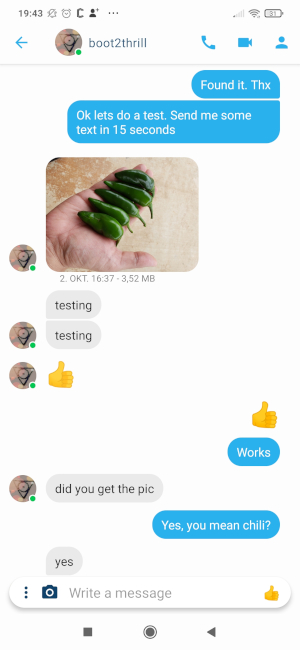 19:43 ... 31
boot2thrill
Found it. Thx
Ok lets do a test. Send me some
text in 15 seconds
2. OKT. 16:37 - 3,52 MB
testing
testing
Works
did you get the pic
Yes, you mean chili?
yes
Write a message